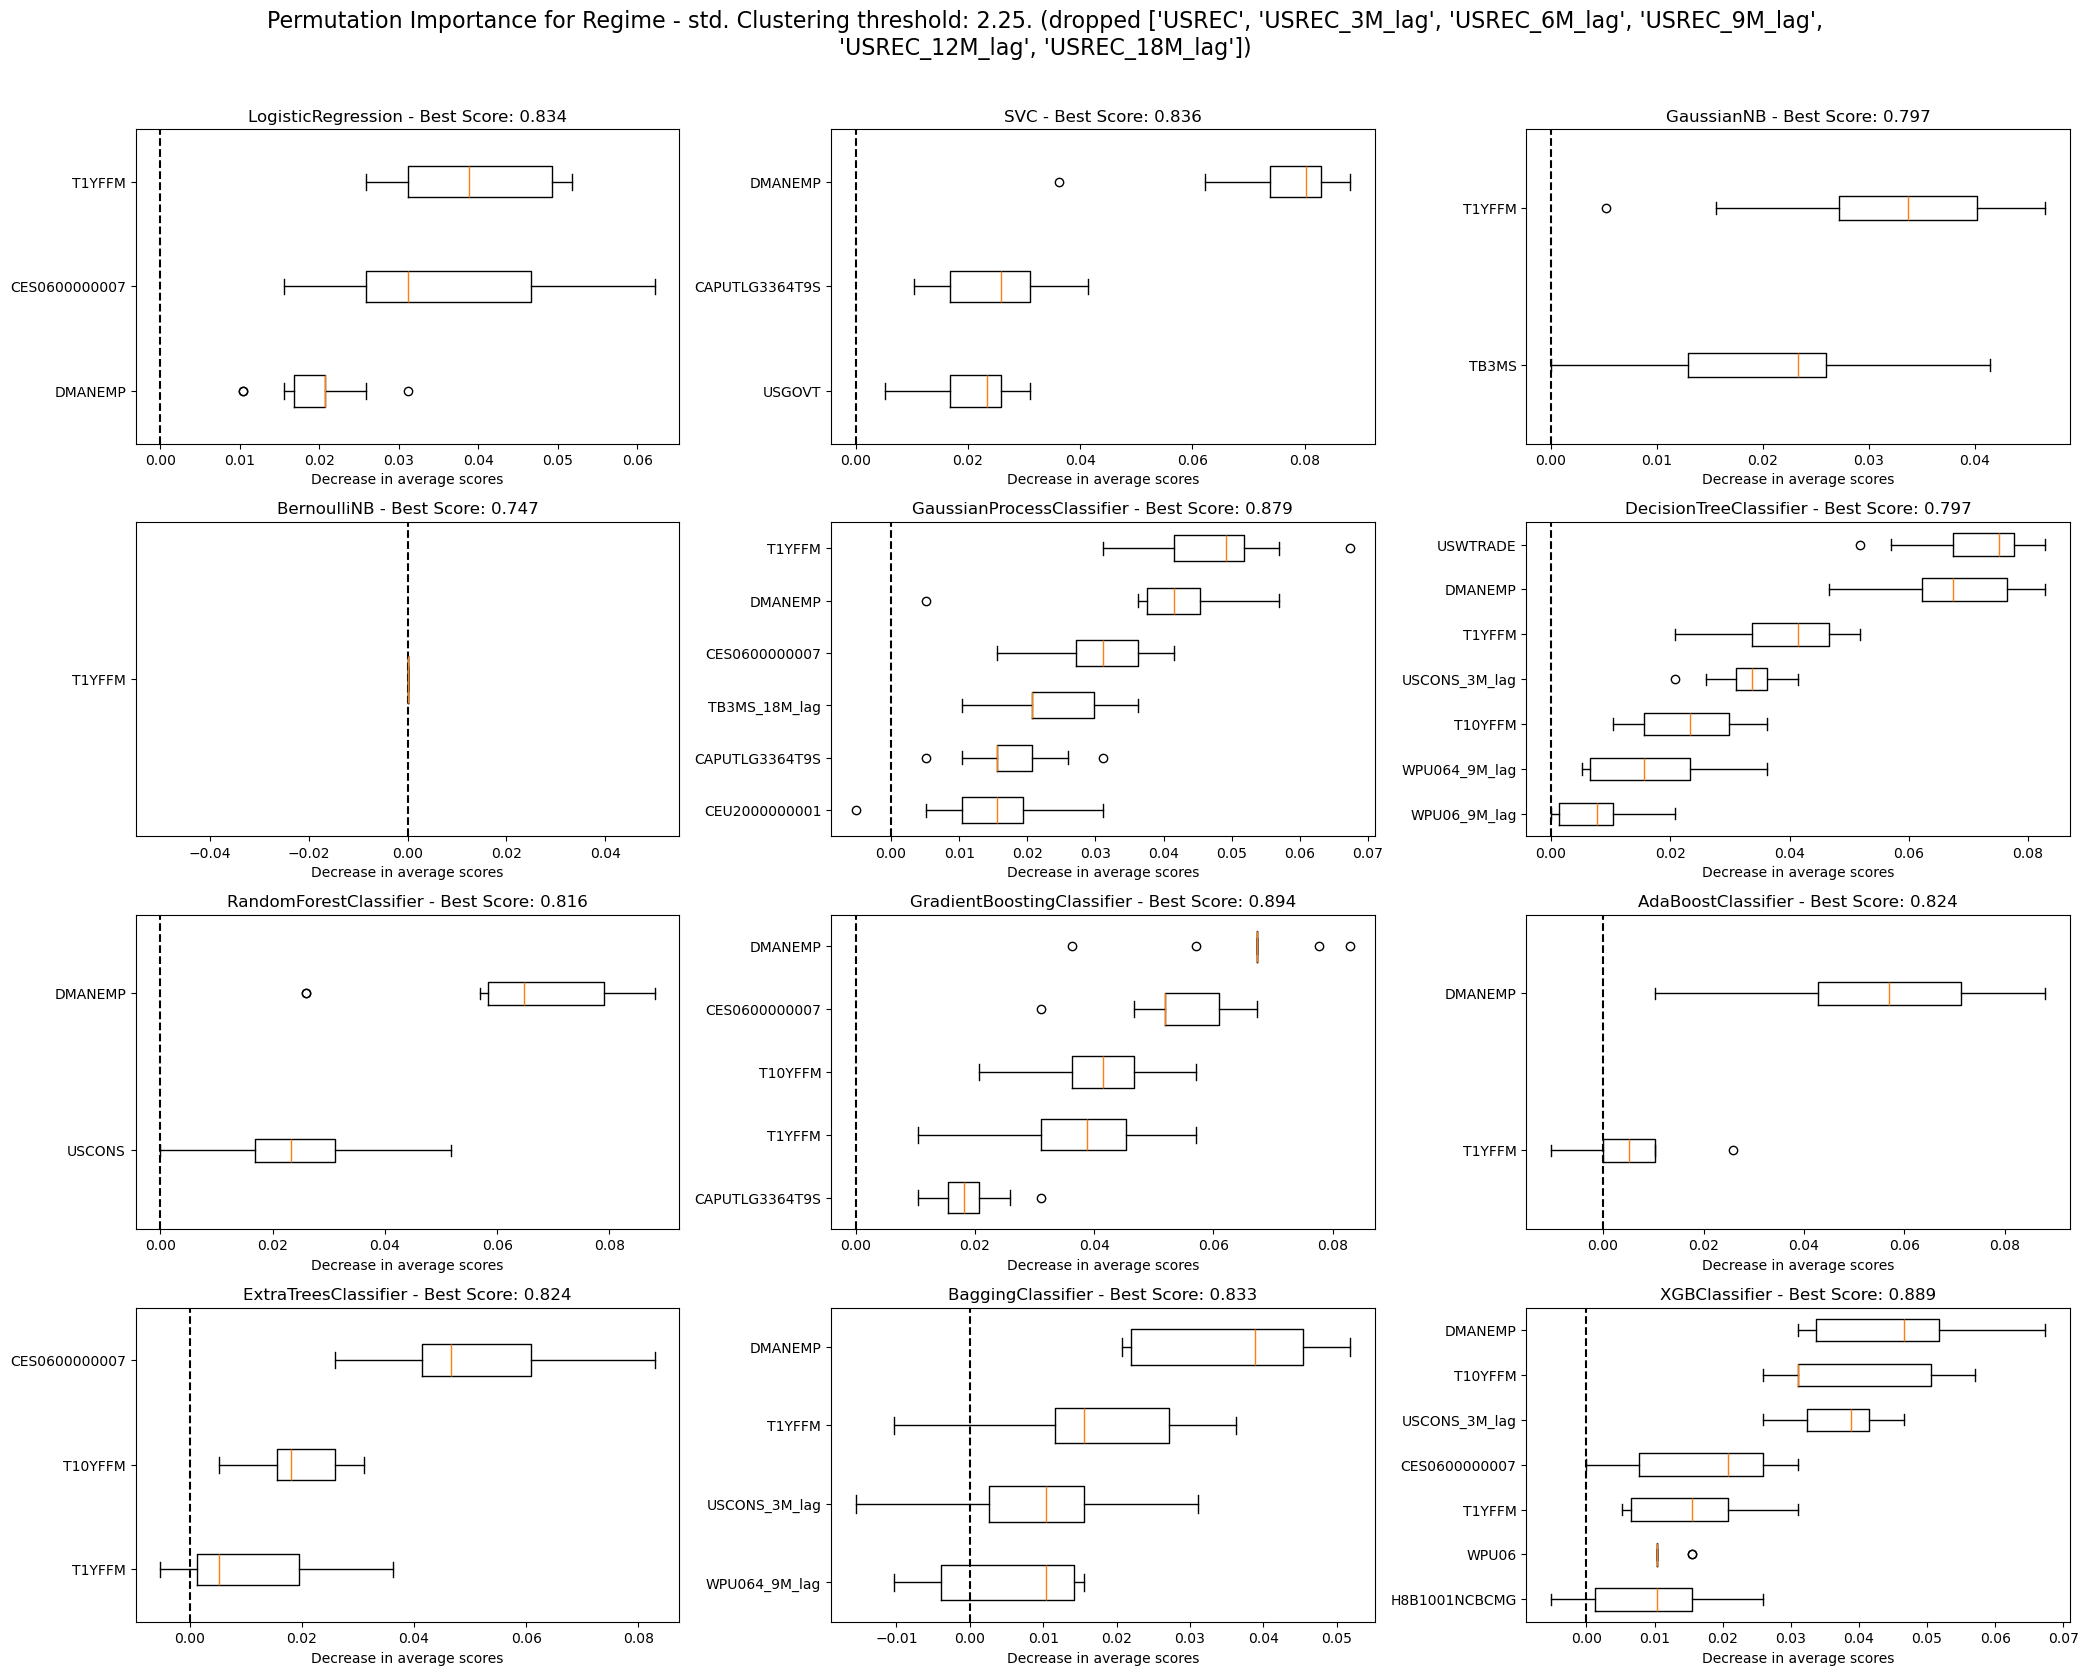 Permutation Importance for Regime - std. Clustering threshold: 2.25. (dropped ['USREC', 'USREC_3M_lag', 'USREC_6M_lag', 'USREC_9M_lag',
'USREC_12M_lag', 'USREC_18M_lag'])
LogisticRegression - Best Score: 0.834
T1YFFM
CES0600000007
DMANEMP
0.00 0.01 0.02 0.03 0.04 0.05 0.06
Decrease in average scores
SVC - Best Score: 0.836
DMANEMP
CAPUTLG3364T9S
USGOVT
0.00 0.02 0.04 0.06 0.08
Decrease in average scores
GaussianNB - Best Score: 0.797
T1YFFM
TB3MS
0.00 0.01 0.02 0.03 0.04
Decrease in average scores
BernoulliNB - Best Score: 0.747
T1YFFM
−0.04 −0.02 0.00 0.02 0.04
Decrease in average scores
GaussianProcessClassifier - Best Score: 0.879
T1YFFM
DMANEMP
CES0600000007
TB3MS_18M_lag
CAPUTLG3364T9S
CEU2000000001
0.00 0.01 0.02 0.03 0.04 0.05 0.06 0.07
Decrease in average scores
DecisionTreeClassifier - Best Score: 0.797
USWTRADE
DMANEMP
T1YFFM
USCONS_3M_lag
T10YFFM
WPU064_9M_lag
WPU06_9M_lag
0.00 0.02 0.04 0.06 0.08
Decrease in average scores
RandomForestClassifier - Best Score: 0.816
DMANEMP
USCONS
0.00 0.02 0.04 0.06 0.08
Decrease in average scores
GradientBoostingClassifier - Best Score: 0.894
DMANEMP
CES0600000007
T10YFFM
T1YFFM
CAPUTLG3364T9S
0.00 0.02 0.04 0.06 0.08
Decrease in average scores
AdaBoostClassifier - Best Score: 0.824
DMANEMP
T1YFFM
0.00 0.02 0.04 0.06 0.08
Decrease in average scores
ExtraTreesClassifier - Best Score: 0.824
CES0600000007
T10YFFM
T1YFFM
0.00 0.02 0.04 0.06 0.08
Decrease in average scores
BaggingClassifier - Best Score: 0.833
DMANEMP
T1YFFM
USCONS_3M_lag
WPU064_9M_lag
−0.01 0.00 0.01 0.02 0.03 0.04 0.05
Decrease in average scores
XGBClassifier - Best Score: 0.889
DMANEMP
T10YFFM
USCONS_3M_lag
CES0600000007
T1YFFM
WPU06
H8B1001NCBCMG
0.00 0.01 0.02 0.03 0.04 0.05 0.06 0.07
Decrease in average scores